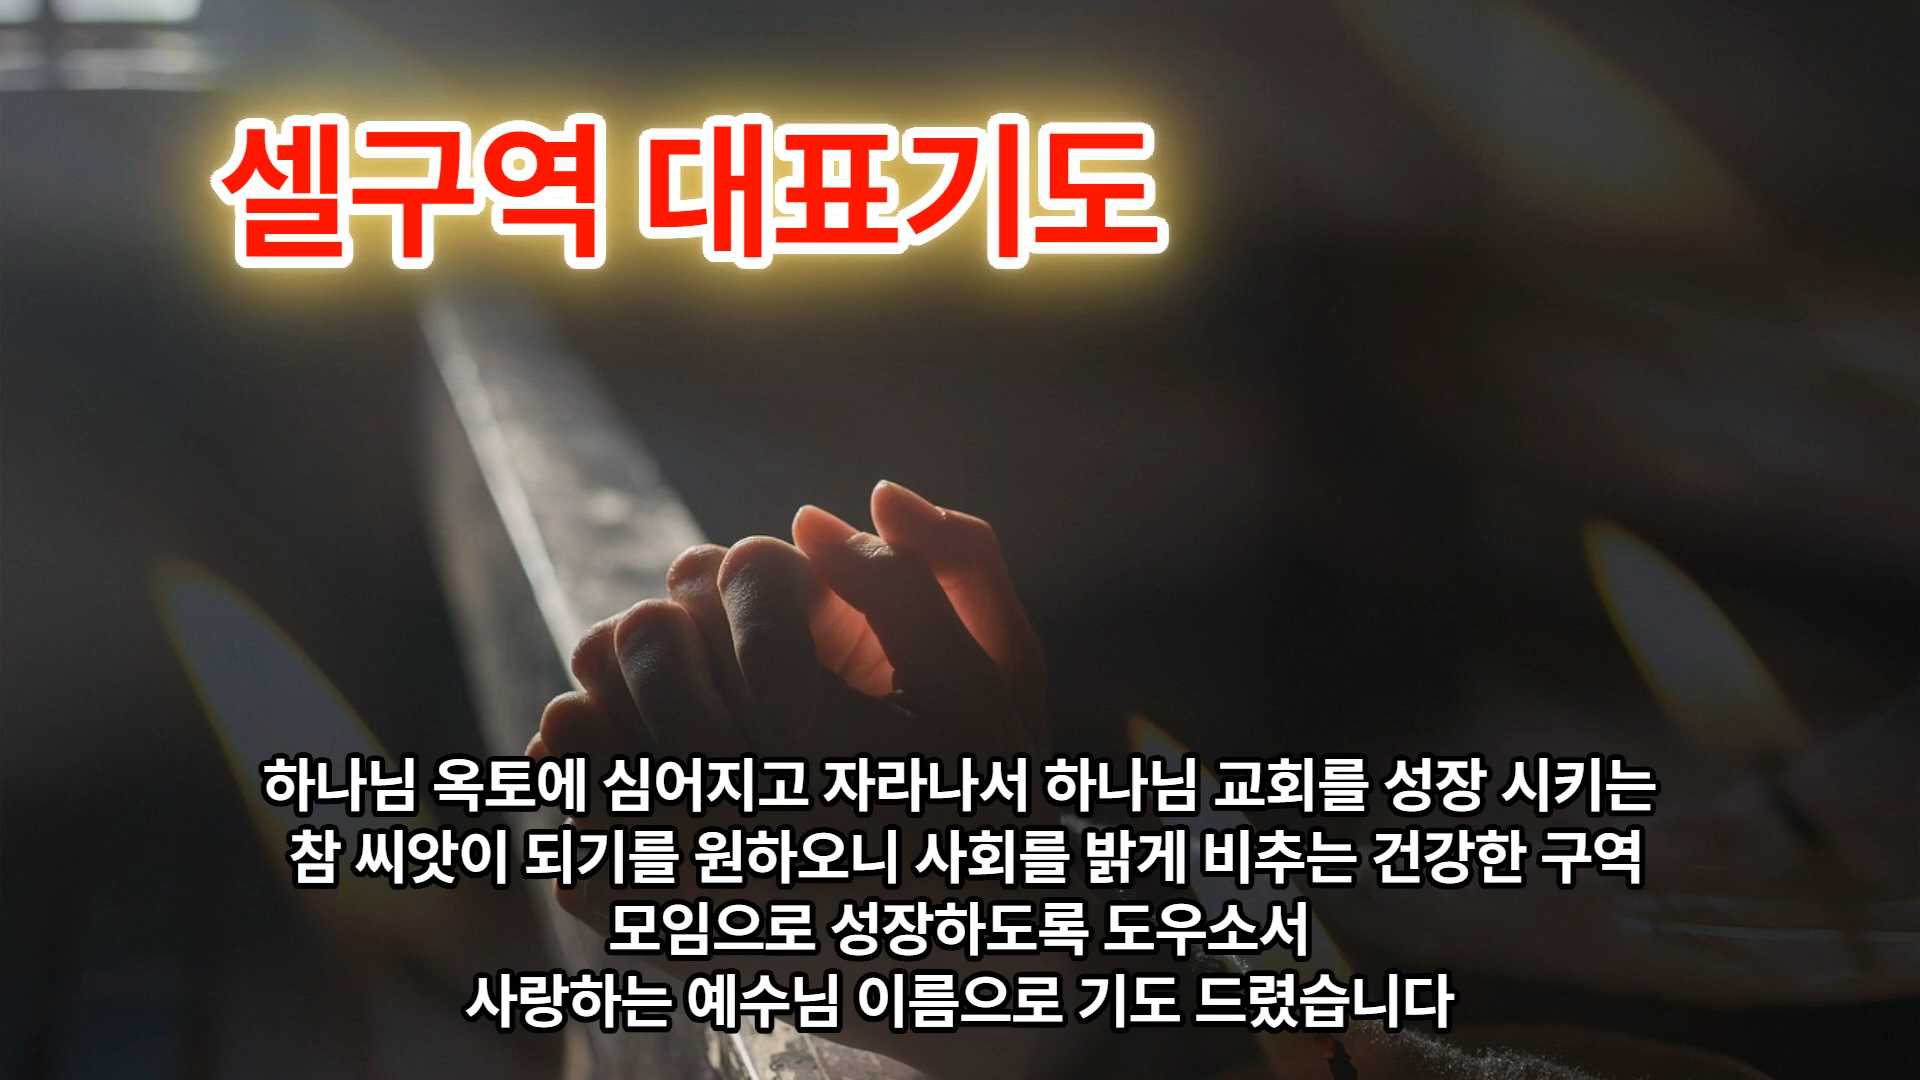 셀구역 대표기도
하나님 옥토에 심어지고 자라나서 하나님 교회를 성장 시키는
참 씨앗이 되기를 원하오니 사회를 밝게 비추는 건강한 구역
모임으로 성장하도록 도우소서
사랑하는 예수님 이름으로 기도 드렸습니다